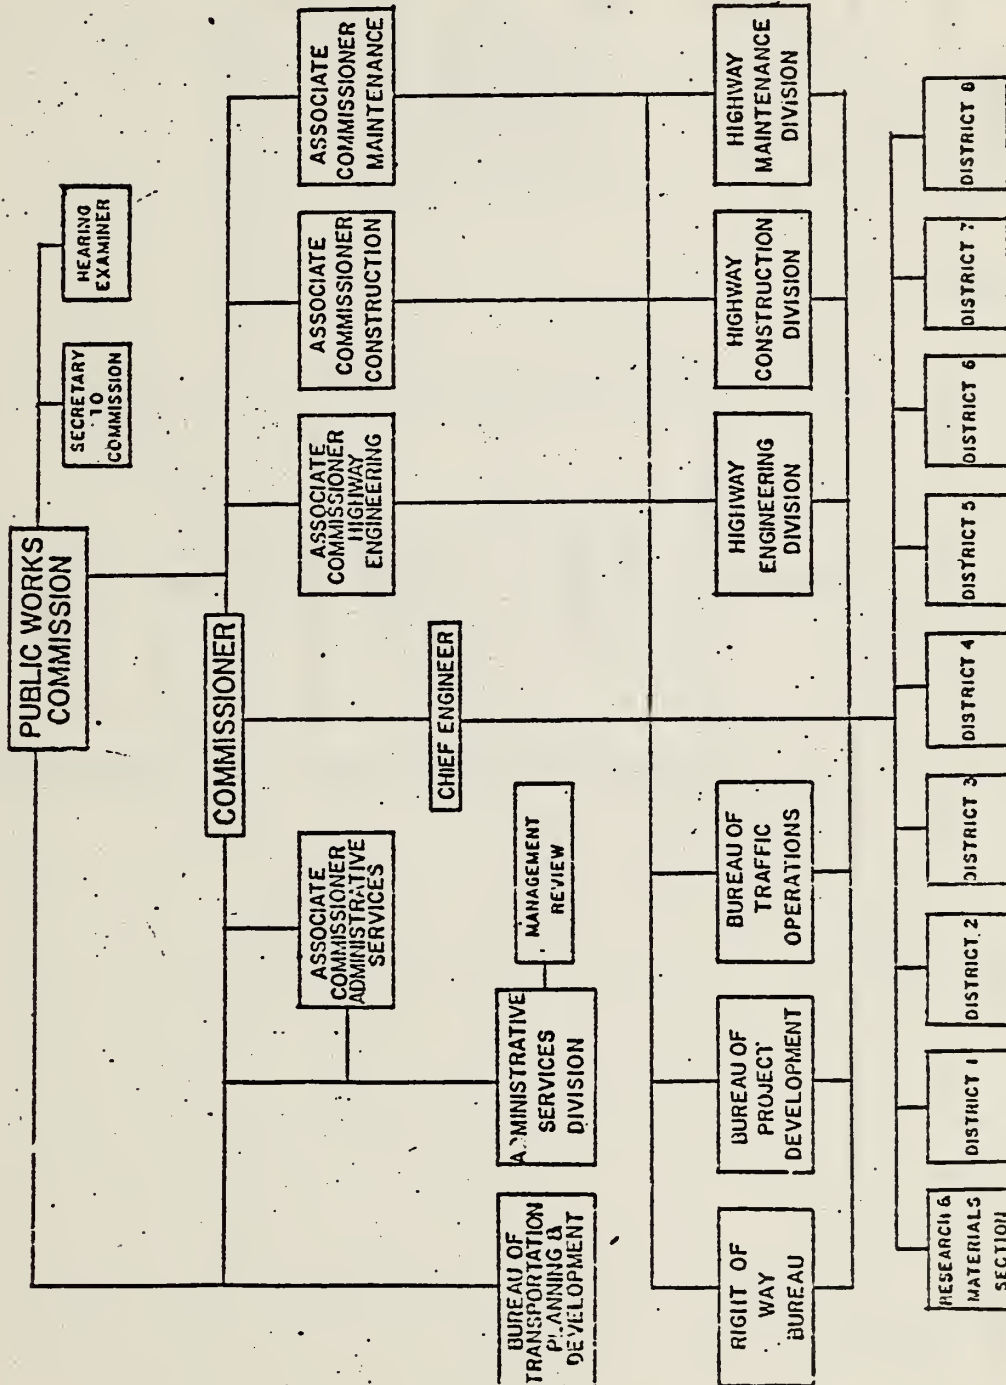 PUBLIC WORKS
COMMISSION
SECRETARY
TO
COMMISSION
HEARING
EXAMINER
COMMISSIONER
ASSOCIATE
COMMISSIONER
ADMINISTRATIVE
SERVICES
ASSOCIATE
COMMISSIONER
HIGHWAY
ENGINEERING
ASSOCIATE
COMMISSIONER
CONSTRUCTION
ASSOCIATE
COMMISSIONER
MAINTENANCE
CHIEF ENGINEER
BUREAU OF
TRANSPORTATION
PLANNING &
DEVELOPMENT
ADMINISTRATIVE
SERVICES
DIVISION
MANAGEMENT
REVIEW
RIGHT OF
WAY
BUREAU
BUREAU OF
PROJECT
DEVELOPMENT
BUREAU OF
TRAFFIC
OPERATIONS
HIGHWAY
ENGINEERING
DIVISION
HIGHWAY
CONSTRUCTION
DIVISION
HIGHWAY
MAINTENANCE
DIVISION
RESEARCH &
MATERIALS
SECTION
DISTRICT 1
DISTRICT 2
DISTRICT 3
DISTRICT 4
DISTRICT 5
DISTRICT 6
DISTRICT 7
DISTRICT 8